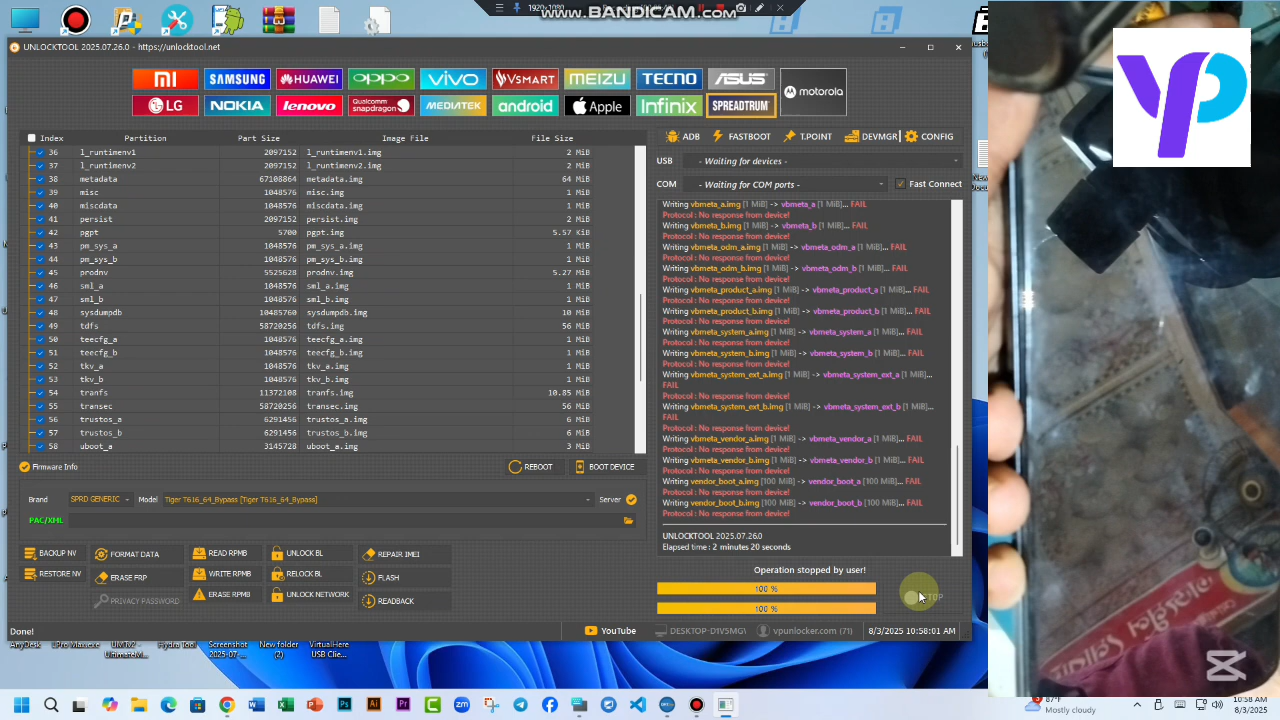 www.BANDICAM.com
1920x1080
UNLOCKTOOL 2025.07.26.0 - https://unlocktool.net
mi SAMSUNG HUAWEI oppo vivo VSMART MEIZU TECNO ASUS motorola
LG NOKIA lenovo Qualcomm snapdragon MEDIATEK android Apple Infinix SPREADTRUM
Index Partition Part Size Image File File Size
36 l_runtimenv1 2097152 l_runtimenv1.img 2 MiB
37 l_runtimenv2 2097152 l_runtimenv2.img 2 MiB
38 metadata 67108864 metadata.img 64 MiB
39 misc 1048576 misc.img 1 MiB
40 miscdata 1048576 miscdata.img 1 MiB
41 persist 2097152 persist.img 2 MiB
42 pgpt 5700 pgpt.img 5.57 KiB
43 pm_sys_a 1048576 pm_sys_a.img 1 MiB
44 pm_sys_b 1048576 pm_sys_b.img 1 MiB
45 prodnv 5525628 prodnv.img 5.27 MiB
46 sml_a 1048576 sml_a.img 1 MiB
47 sml_b 1048576 sml_b.img 1 MiB
48 sysdumpdb 10485760 sysdumpdb.img 10 MiB
49 tdfs 58720256 tdfs.img 56 MiB
50 teecfg_a 1048576 teecfg_a.img 1 MiB
51 teecfg_b 1048576 teecfg_b.img 1 MiB
52 tkv_a 1048576 tkv_a.img 1 MiB
53 tkv_b 1048576 tkv_b.img 1 MiB
54 tranfs 11372108 tranfs.img 10.85 MiB
55 transec 58720256 transec.img 56 MiB
56 trustos_a 6291456 trustos_a.img 6 MiB
57 trustos_b 6291456 trustos_b.img 6 MiB
58 uboot_a 3145728 uboot_a.img 3 MiB
Firmware Info REBOOT BOOT DEVICE
Brand SPRD GENERIC Model Tiger T616_64_Bypass [Tiger T616_64_Bypass] Server
PAC/XML
BACKUP NV FORMAT DATA READ RPMB UNLOCK BL REPAIR IMEI
RESTORE NV ERASE FRP WRITE RPMB RELOCK BL FLASH
PRIVACY PASSWORD ERASE RPMB UNLOCK NETWORK READBACK
ADB FASTBOOT T.POINT DEVMGR CONFIG
USB - Waiting for devices -
COM - Waiting for COM ports - Fast Connect
Writing vbmeta_a.img [1 MiB] -> vbmeta_a [1 MiB]... FAIL
Protocol : No response from device!
Writing vbmeta_b.img [1 MiB] -> vbmeta_b [1 MiB]... FAIL
Protocol : No response from device!
Writing vbmeta_odm_a.img [1 MiB] -> vbmeta_odm_a [1 MiB]... FAIL
Protocol : No response from device!
Writing vbmeta_odm_b.img [1 MiB] -> vbmeta_odm_b [1 MiB]... FAIL
Protocol : No response from device!
Writing vbmeta_product_a.img [1 MiB] -> vbmeta_product_a [1 MiB]... FAIL
Protocol : No response from device!
Writing vbmeta_product_b.img [1 MiB] -> vbmeta_product_b [1 MiB]... FAIL
Protocol : No response from device!
Writing vbmeta_system_a.img [1 MiB] -> vbmeta_system_a [1 MiB]... FAIL
Protocol : No response from device!
Writing vbmeta_system_b.img [1 MiB] -> vbmeta_system_b [1 MiB]... FAIL
Protocol : No response from device!
Writing vbmeta_system_ext_a.img [1 MiB] -> vbmeta_system_ext_a [1 MiB]...
FAIL
Protocol : No response from device!
Writing vbmeta_system_ext_b.img [1 MiB] -> vbmeta_system_ext_b [1 MiB]...
FAIL
Protocol : No response from device!
Writing vbmeta_vendor_a.img [1 MiB] -> vbmeta_vendor_a [1 MiB]... FAIL
Protocol : No response from device!
Writing vbmeta_vendor_b.img [1 MiB] -> vbmeta_vendor_b [1 MiB]... FAIL
Protocol : No response from device!
Writing vendor_boot_a.img [100 MiB] -> vendor_boot_a [100 MiB]... FAIL
Protocol : No response from device!
Writing vendor_boot_b.img [100 MiB] -> vendor_boot_b [100 MiB]... FAIL
Protocol : No response from device!
UNLOCKTOOL 2025.07.26.0
Elapsed time : 2 minutes 20 seconds
Operation stopped by user!
100 %
100 %
STOP
Done! YouTube vpunlocker.com (71) 8/3/2025 10:58:01 AM
AnyDesk Hydra Tool Screenshot New folder VirtualHere
2025-07-... (2) USB Clie...
Mostly cloudy
10:58 AM
8/3/2025
VP